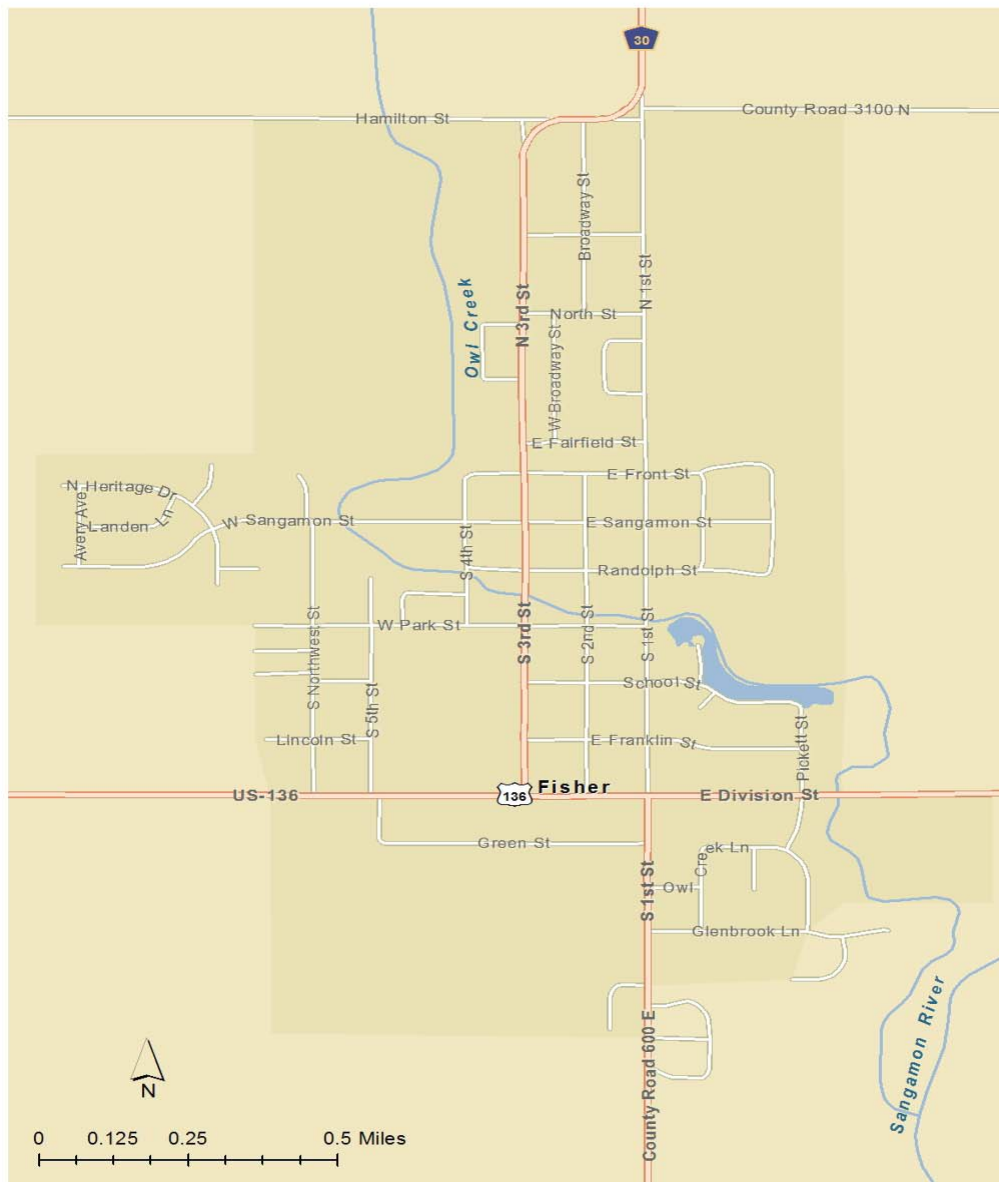 30
Hamilton St
County Road 3100 N
Broadway St
N 1st St
Owl Creek
N 3rd St
North St
W Broadway St
E Fairfield St
E Front St
N Heritage Dr
Avery Ave
Landen Ln
W Sangamon St
E Sangamon St
S 4th St
Randolph St
S Northwest St
W Park St
S 3rd St
S 2nd St
S 1st St
School St
S 5th St
Lincoln St
E Franklin St
Pickett St
US-136
136
Fisher
E Division St
Green St
Owl Creek Ln
S 1st St
Glenbrook Ln
Sangamon River
County Road 600 E
N
0 0.125 0.25 0.5 Miles